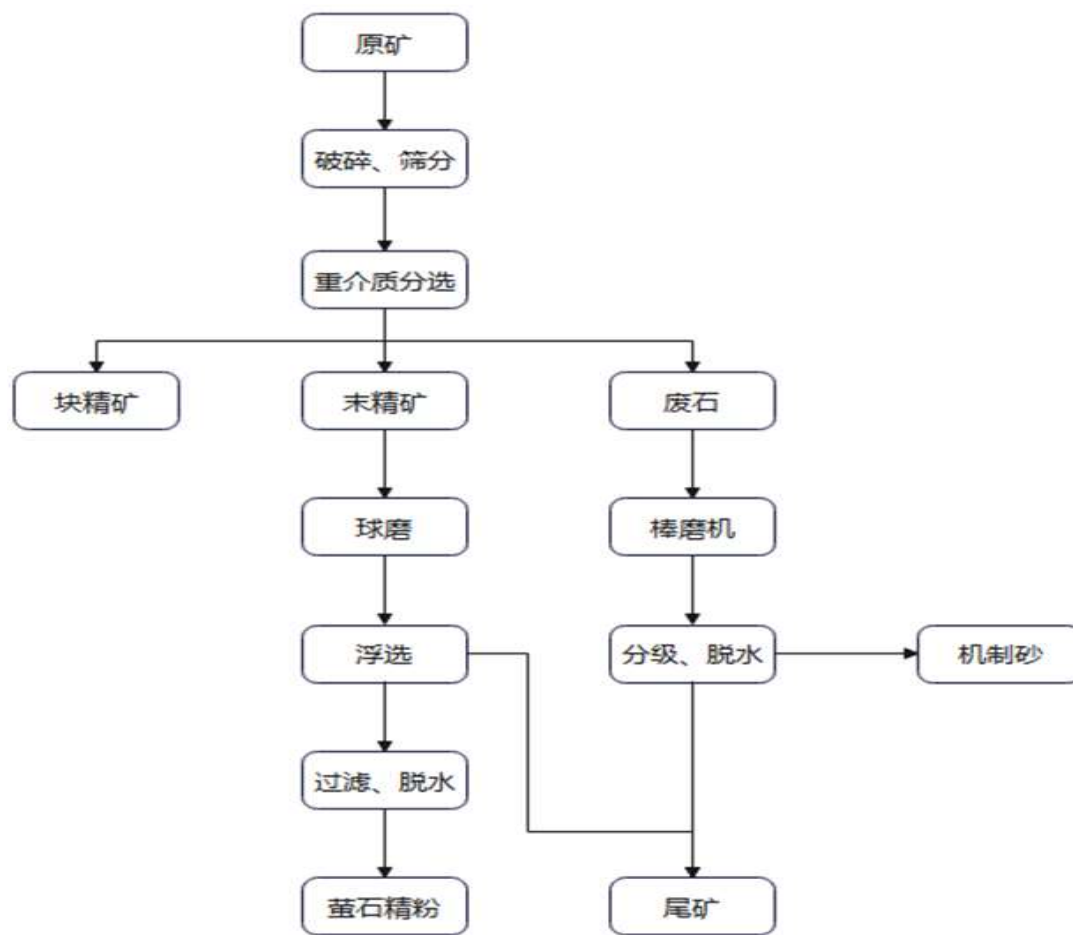 原矿
破碎、筛分
重介质分选
块精矿
末精矿
废石
球磨
棒磨机
浮选
分级、脱水
机制砂
过滤、脱水
萤石精粉
尾矿